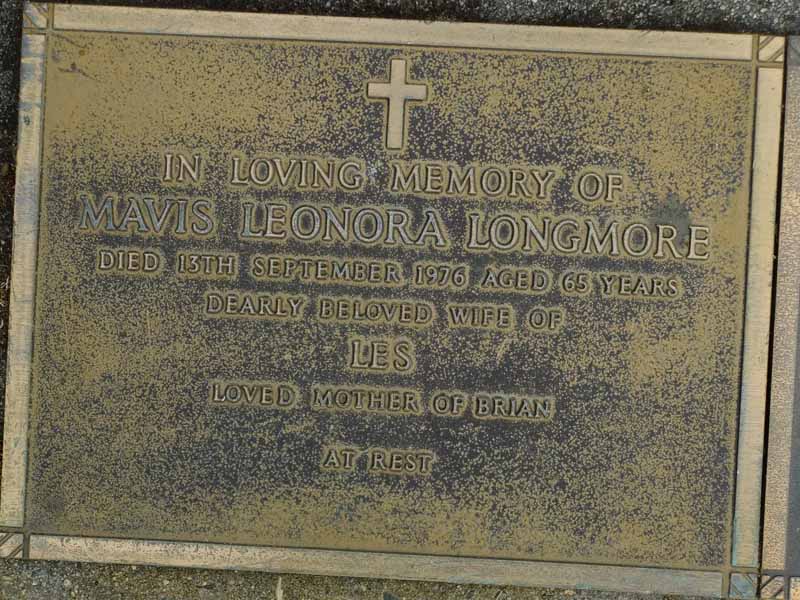 IN LOVING MEMORY OF
MAVIS LEONORA LONGMORE
DIED 13TH SEPTEMBER 1976 AGED 65 YEARS
DEARLY BELOVED WIFE OF
LES
LOVED MOTHER OF BRIAN
AT REST